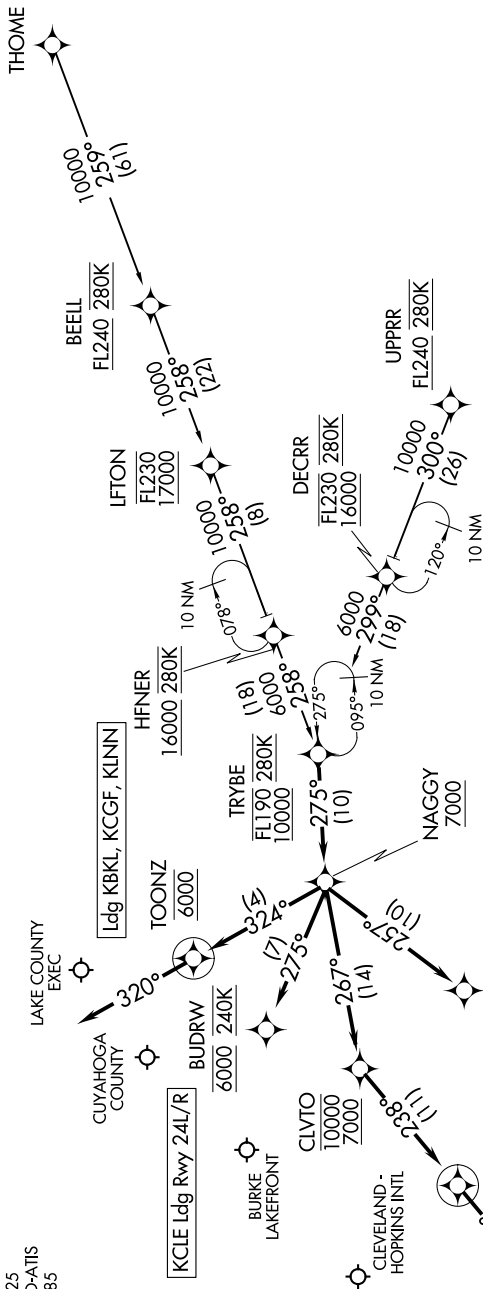 THOME
10000
259°
(61)
BEELL
FL240 280K
10000
258°
(22)
LFTON
FL230
17000
10000
258°
(8)
UPPRR
FL240 280K
10000
300°
(26)
DECRR
FL230 280K
16000
120°
10 NM
6000
299°
(18)
10 NM
078°
HFNER
16000 280K
(18)
6000
258°
275°
095°
10 NM
TRYBE
FL190 280K
10000
275°
(10)
NAGGY
7000
Ldg KBKL, KCGF, KLNN
TOONZ
6000
(4)
324°
320°
LAKE COUNTY
EXEC
CUYAHOGA
COUNTY
(7)
275°
BUDRW
6000 240K
KCLE Ldg Rwy 24L/R
267°
(14)
257°
(10)
CLVTO
10000
7000
238°
(11)
BURKE
LAKEFRONT
CLEVELAND -
HOPKINS INTL
25
D-ATIS
85